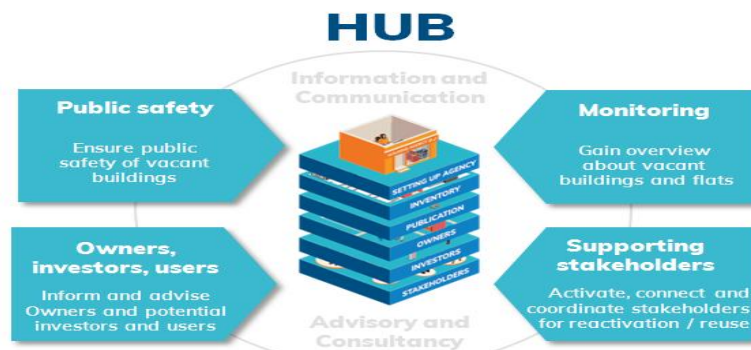 HUB
Information and
Communication
Public safety
Ensure public
safety of vacant
buildings
Monitoring
Gain overview
about vacant
buildings and flats
SETTING UP AGENCY
INVENTORY
PUBLICATION
OWNERS
INVESTORS
STAKEHOLDERS
Owners,
investors, users
Inform and advise
Owners and potential
investors and users
Supporting
stakeholders
Activate, connect and
coordinate stakeholders
for reactivation / reuse
Advisory and
Consultancy